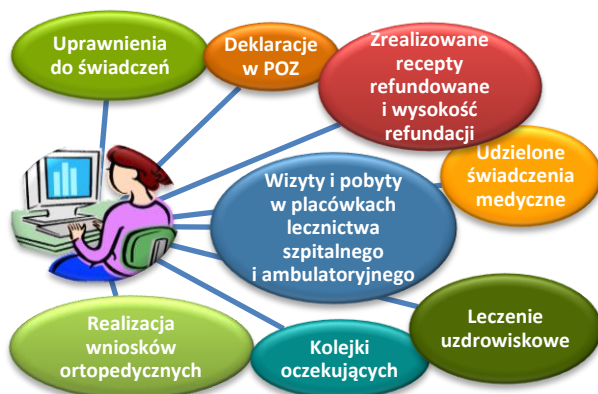 Uprawnienia
do świadczeń
Deklaracje
w POZ
Zrealizowane
recepty
refundowane
i wysokość
refundacji
Udzielone
świadczenia
medyczne
Wizyty i pobyty
w placówkach
lecznictwa
szpitalnego
i ambulatoryjnego
Leczenie
uzdrowiskowe
Kolejki
oczekujących
Realizacja
wniosków
ortopedycznych